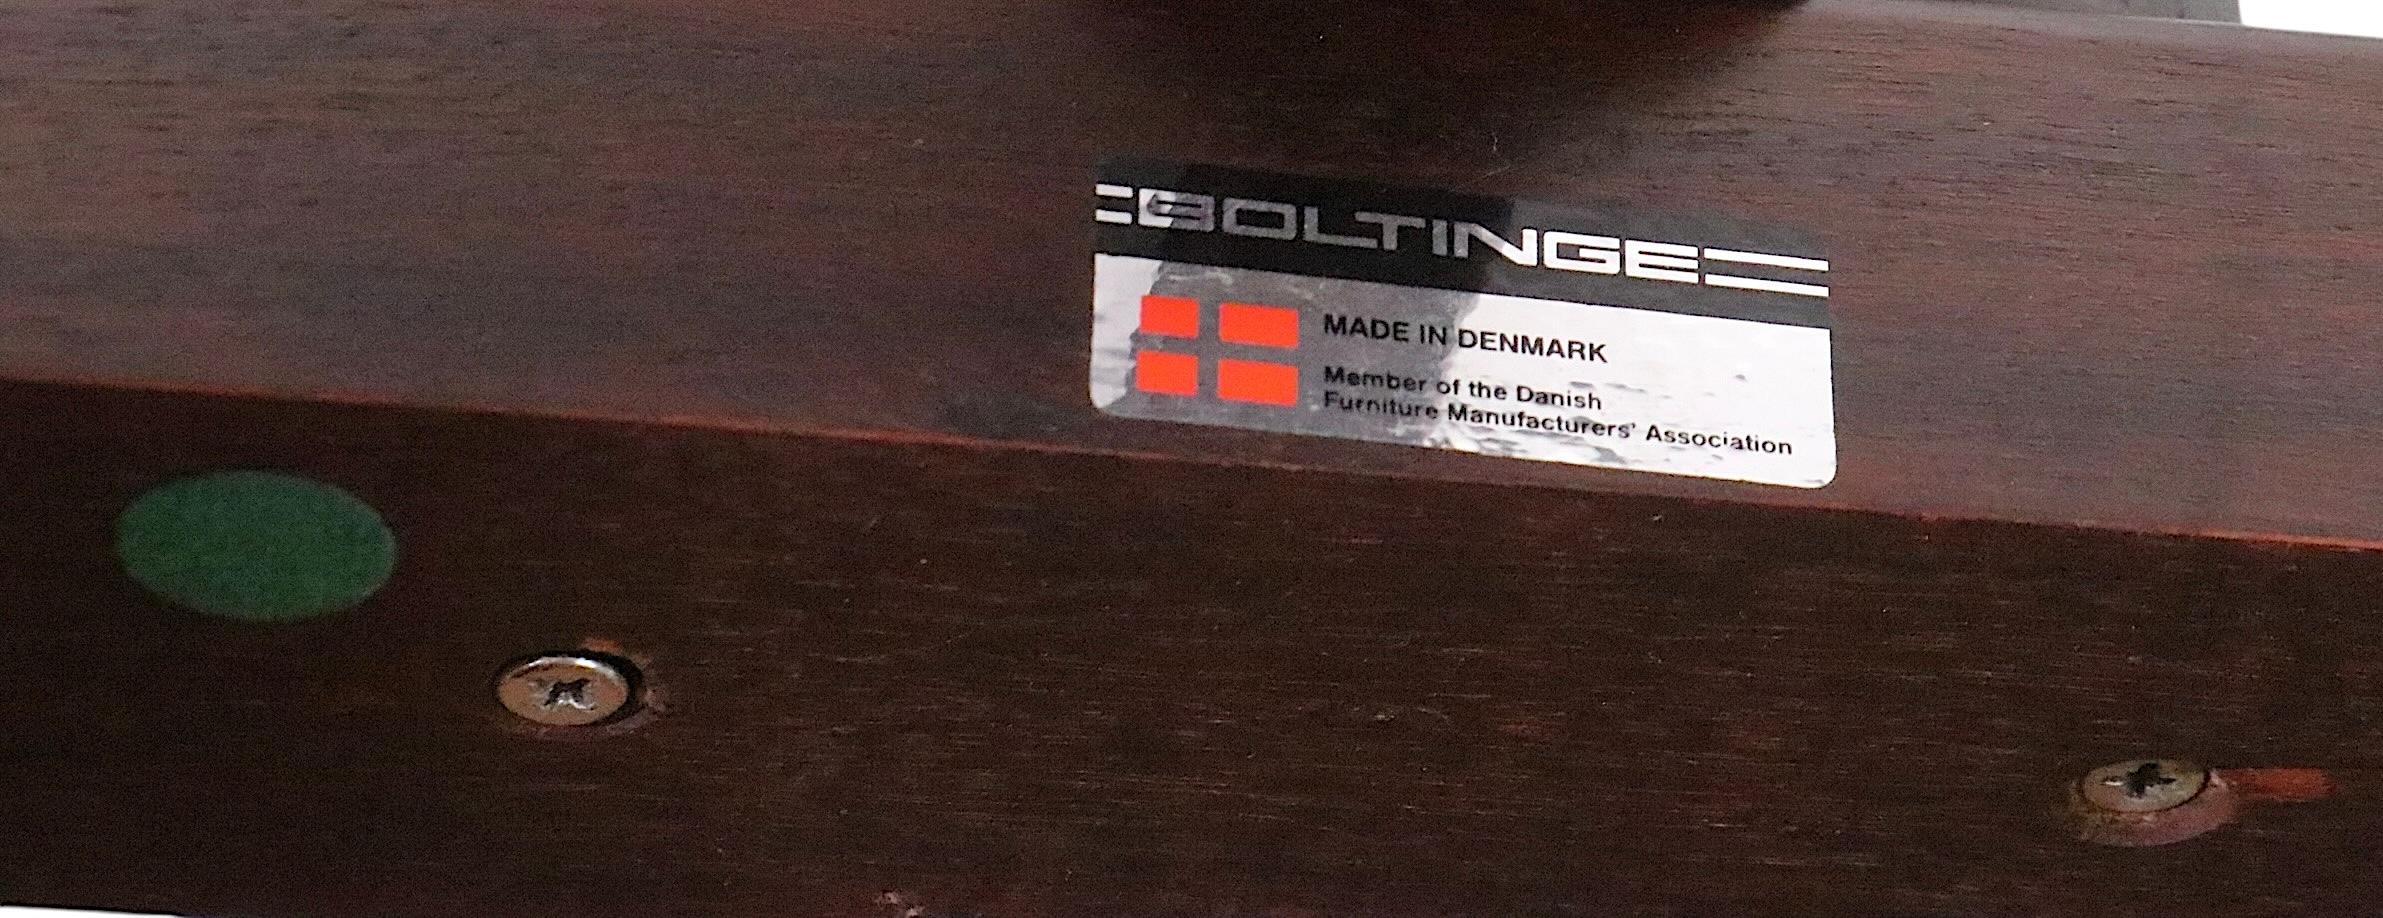 BOLTINGE
MADE IN DENMARK
Member of the Danish
Furniture Manufacturers' Association